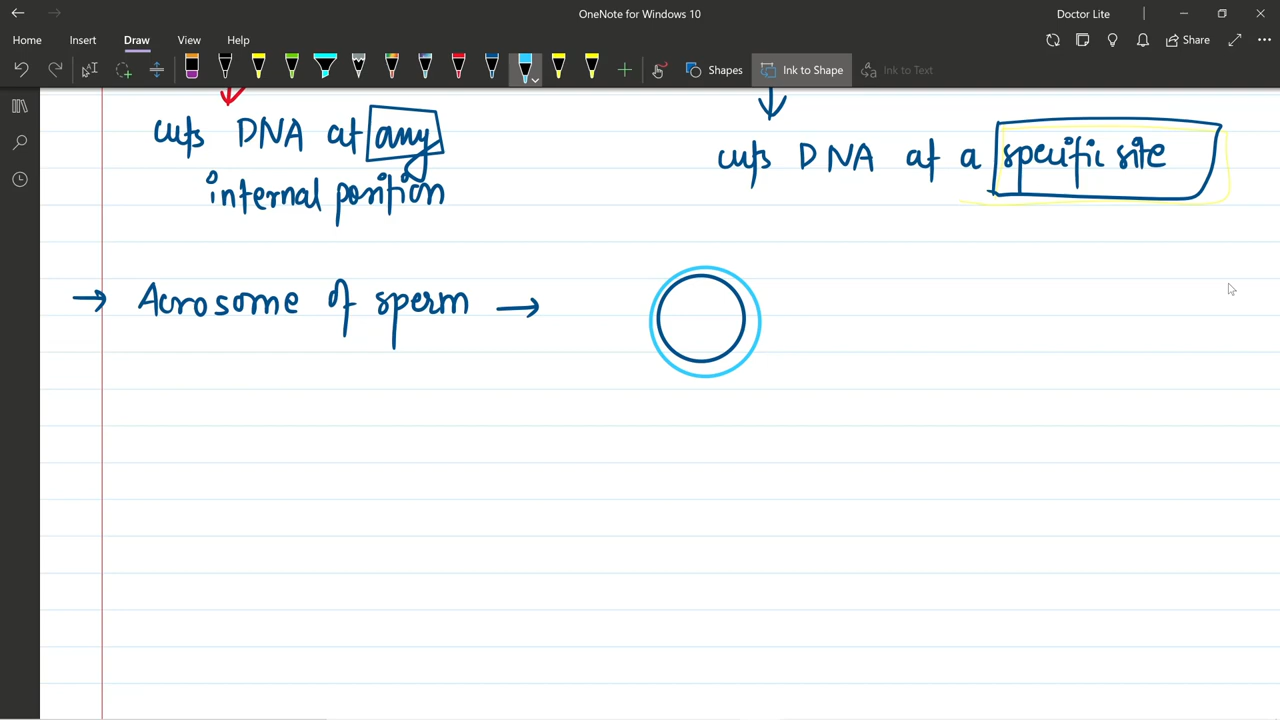 OneNote for Windows 10
Doctor Lite
Home Insert Draw View Help
Share
Shapes
Ink to Shape
Ink to Text
cuts DNA at any
internal position
cuts DNA at a specific site
→ Acrosome of sperm →